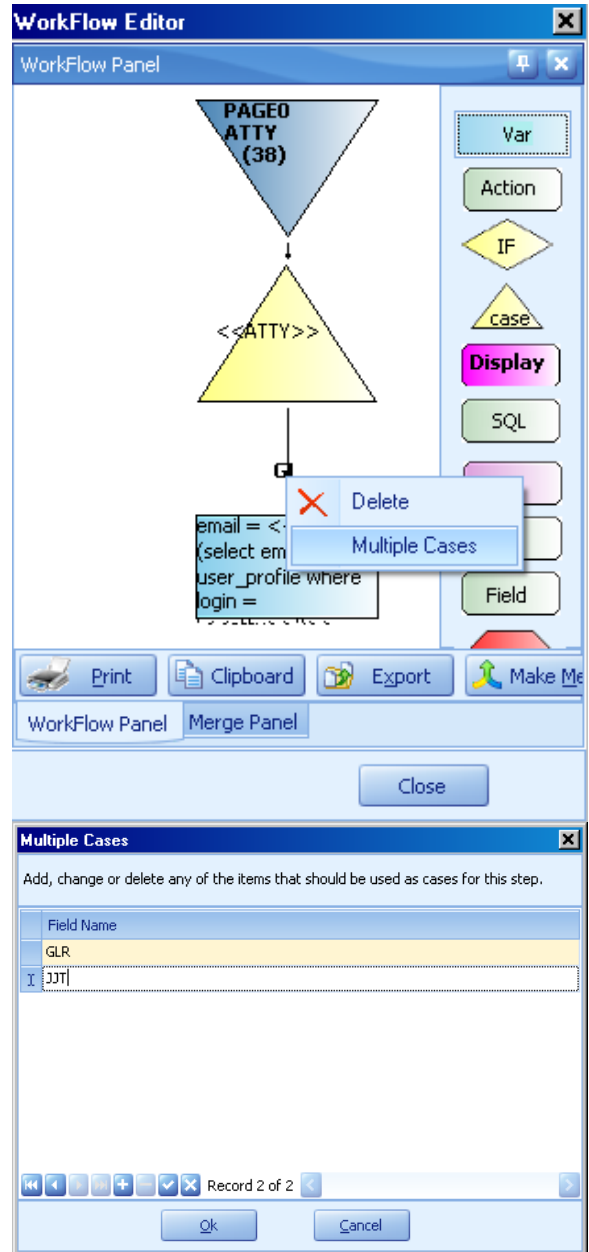 WorkFlow Editor
WorkFlow Panel
PAGE0
ATTY
(38)
Var
Action
IF
<<ATTY>>
case
Display
SQL
Delete
Multiple Cases
email = <
(select em
user_profile where
login =
Field
Print
Clipboard
Export
Make Me
WorkFlow Panel
Merge Panel
Close
Multiple Cases
Add, change or delete any of the items that should be used as cases for this step.
Field Name
GLR
JJT
Record 2 of 2
Ok
Cancel